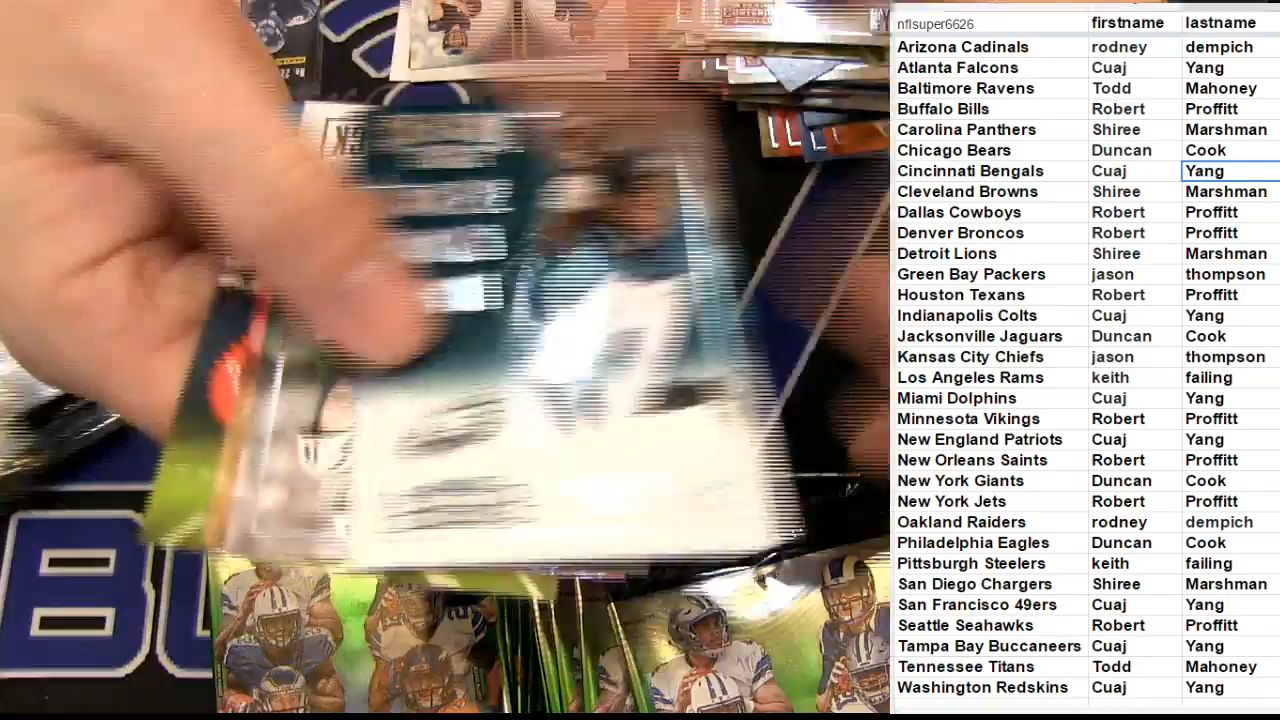 nflsuper6626 firstname lastname
Arizona Cadinals rodney dempich
Atlanta Falcons Cuaj Yang
Baltimore Ravens Todd Mahoney
Buffalo Bills Robert Proffitt
Carolina Panthers Shiree Marshman
Chicago Bears Duncan Cook
Cincinnati Bengals Cuaj Yang
Cleveland Browns Shiree Marshman
Dallas Cowboys Robert Proffitt
Denver Broncos Robert Proffitt
Detroit Lions Shiree Marshman
Green Bay Packers jason thompson
Houston Texans Robert Proffitt
Indianapolis Colts Cuaj Yang
Jacksonville Jaguars Duncan Cook
Kansas City Chiefs jason thompson
Los Angeles Rams keith failing
Miami Dolphins Cuaj Yang
Minnesota Vikings Robert Proffitt
New England Patriots Cuaj Yang
New Orleans Saints Robert Proffitt
New York Giants Duncan Cook
New York Jets Robert Proffitt
Oakland Raiders rodney dempich
Philadelphia Eagles Duncan Cook
Pittsburgh Steelers keith failing
San Diego Chargers Shiree Marshman
San Francisco 49ers Cuaj Yang
Seattle Seahawks Robert Proffitt
Tampa Bay Buccaneers Cuaj Yang
Tennessee Titans Todd Mahoney
Washington Redskins Cuaj Yang